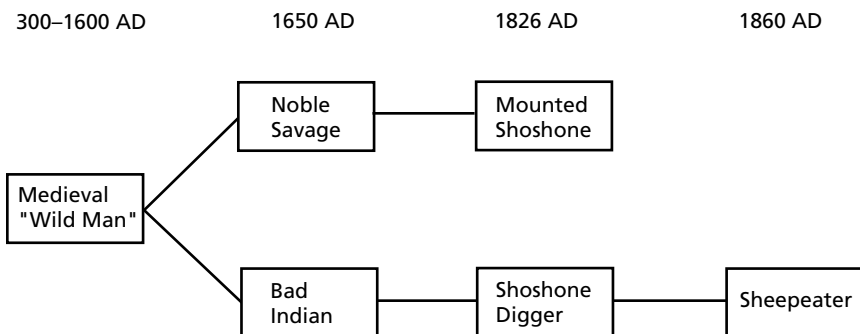 300–1600 AD 1650 AD 1826 AD 1860 AD
Noble
Savage
Mounted
Shoshone
Medieval
"Wild Man"
Bad
Indian
Shoshone
Digger
Sheepeater